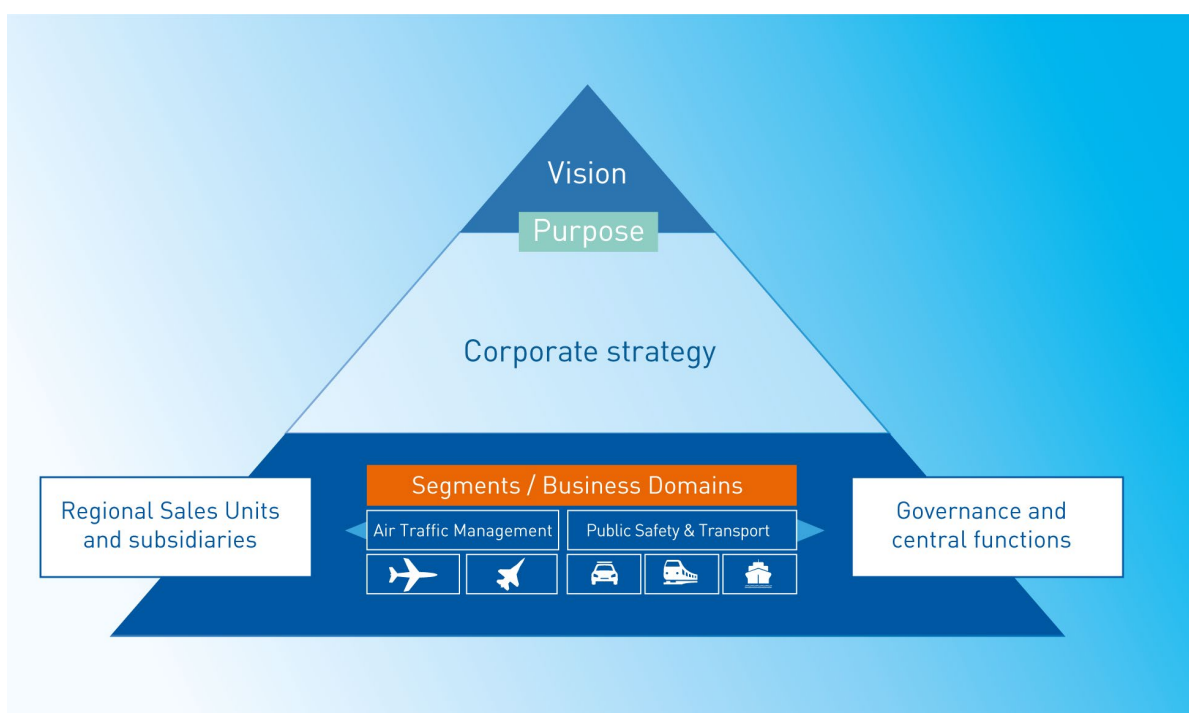 Vision
Purpose
Corporate strategy
Segments / Business Domains
Regional Sales Units
and subsidiaries
Air Traffic Management
Public Safety & Transport
Governance and
central functions